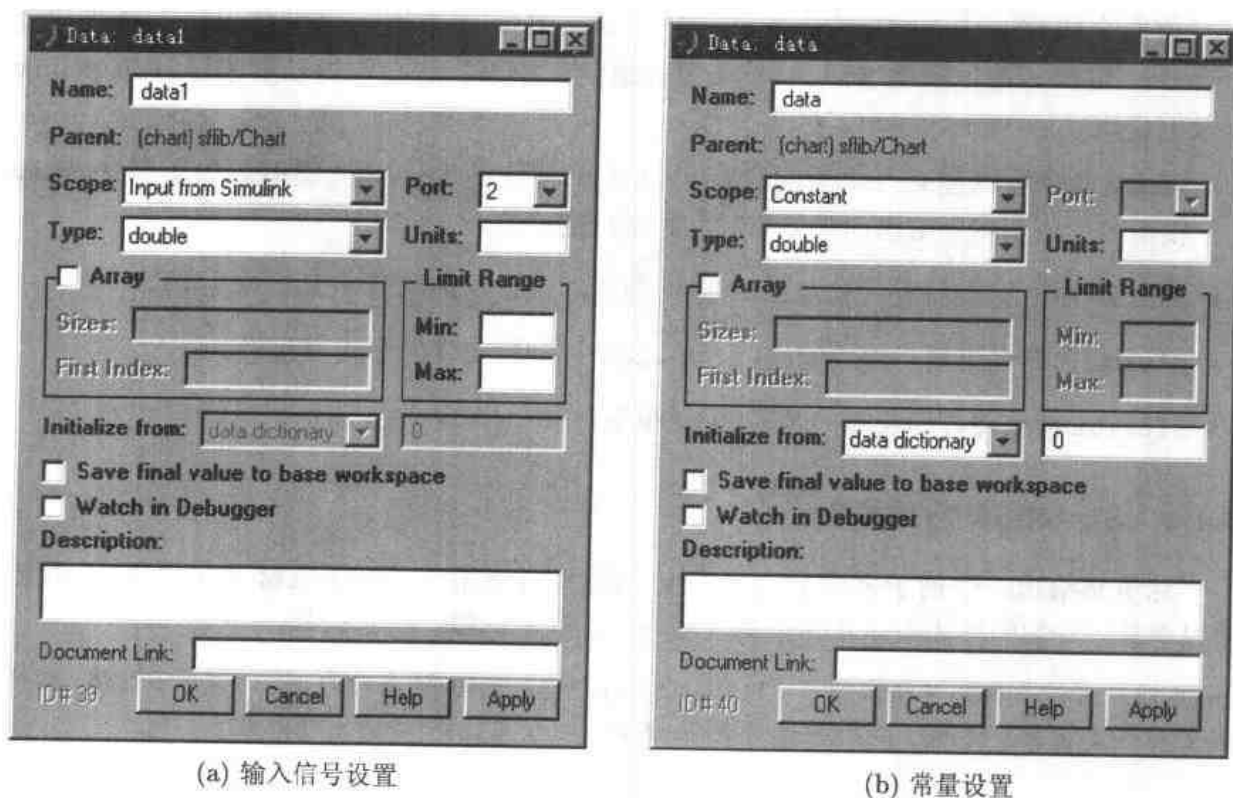 Data: data1
Name: data1
Parent: (chart) sflib/Chart
Scope: Input from Simulink Port: 2
Type: double Units:
Array Limit Range
Sizes: Min:
First Index: Max:
Initialize from: data dictionary 0
Save final value to base workspace
Watch in Debugger
Description:
Document Link:
ID# 39 OK Cancel Help Apply
(a) 输入信号设置
Data: data
Name: data
Parent: (chart) sflib/Chart
Scope: Constant Port:
Type: double Units:
Array Limit Range
Sizes: Min:
First Index: Max:
Initialize from: data dictionary 0
Save final value to base workspace
Watch in Debugger
Description:
Document Link:
ID# 40 OK Cancel Help Apply
(b) 常量设置